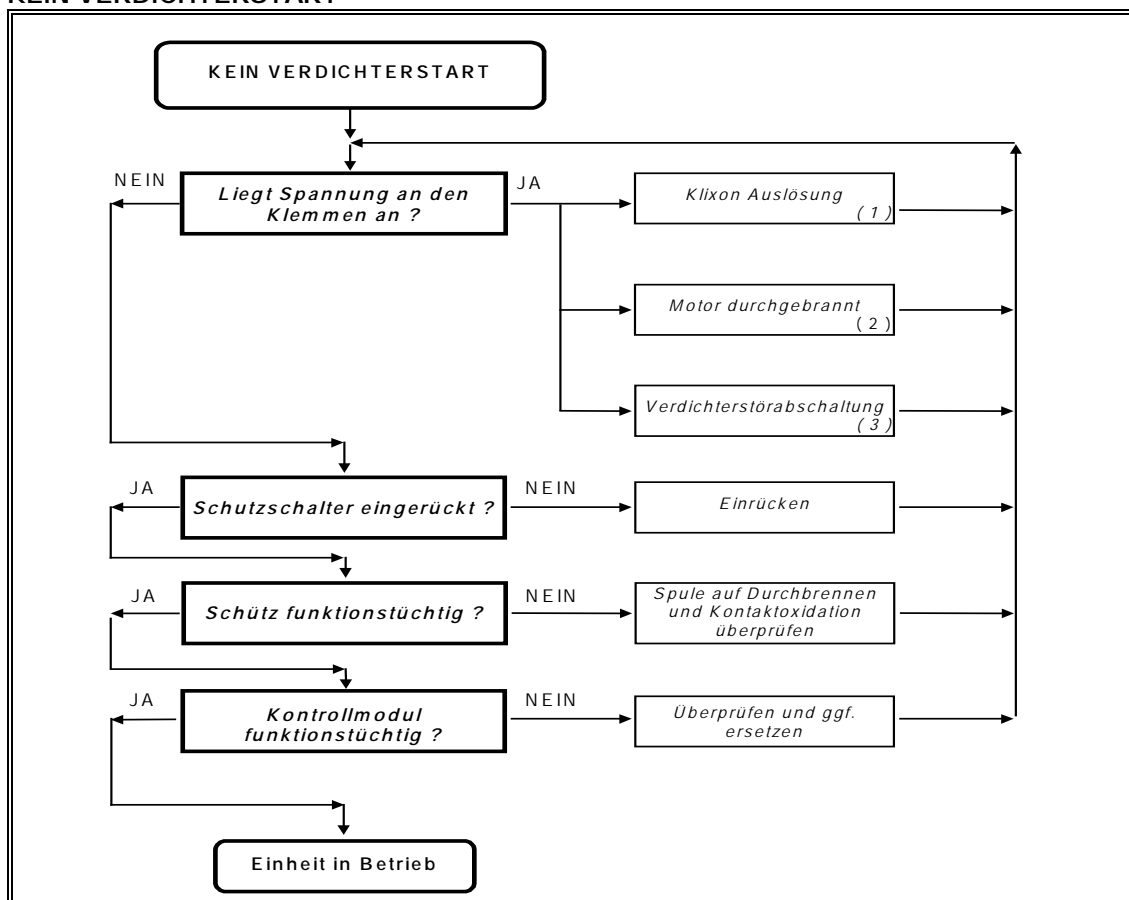 KEIN VERDICHTERSTART
KEIN VERDICHTERSTART
NEIN
Liegt Spannung an den
Klemmen an ?
JA
Klixon Auslösung
(1)
Motor durchgebrannt
(2)
Verdichterstörabschaltung
(3)
JA
Schutzschalter eingerückt ?
NEIN
Einrücken
JA
Schütz funktionstüchtig ?
NEIN
Spule auf Durchbrennen
und Kontaktoxidation
überprüfen
JA
Kontrollmodul
funktionstüchtig ?
NEIN
Überprüfen und ggf.
ersetzen
Einheit in Betrieb